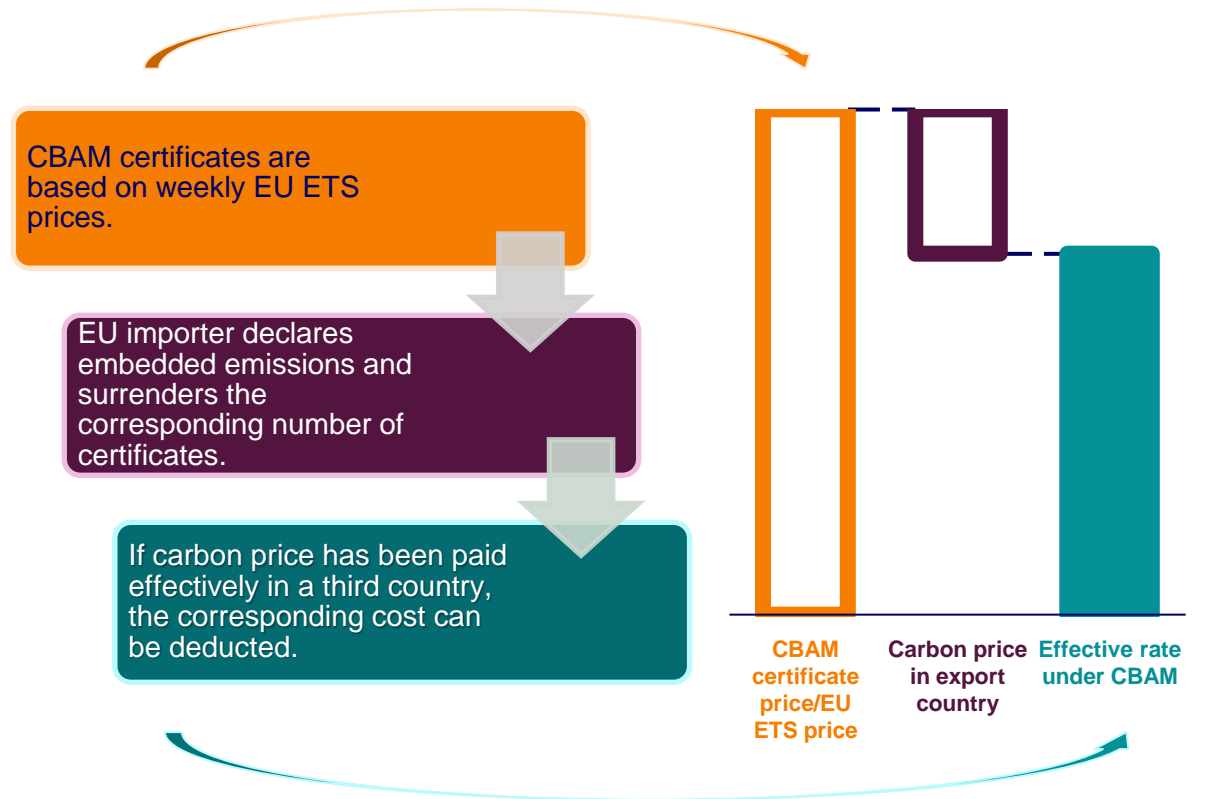 CBAM certificates are
based on weekly EU ETS
prices.
EU importer declares
embedded emissions and
surrenders the
corresponding number of
certificates.
If carbon price has been paid
effectively in a third country,
the corresponding cost can
be deducted.
CBAM
certificate
price/EU
ETS price
Carbon price
in export
country
Effective rate
under CBAM